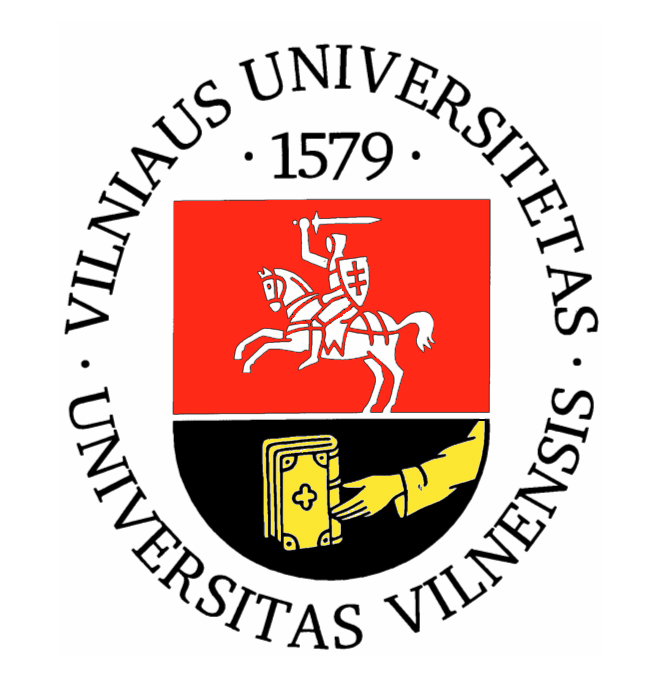 VILNIAUS UNIVERSITETAS
· 1579 ·
· UNIVERSITAS VILNENSIS ·